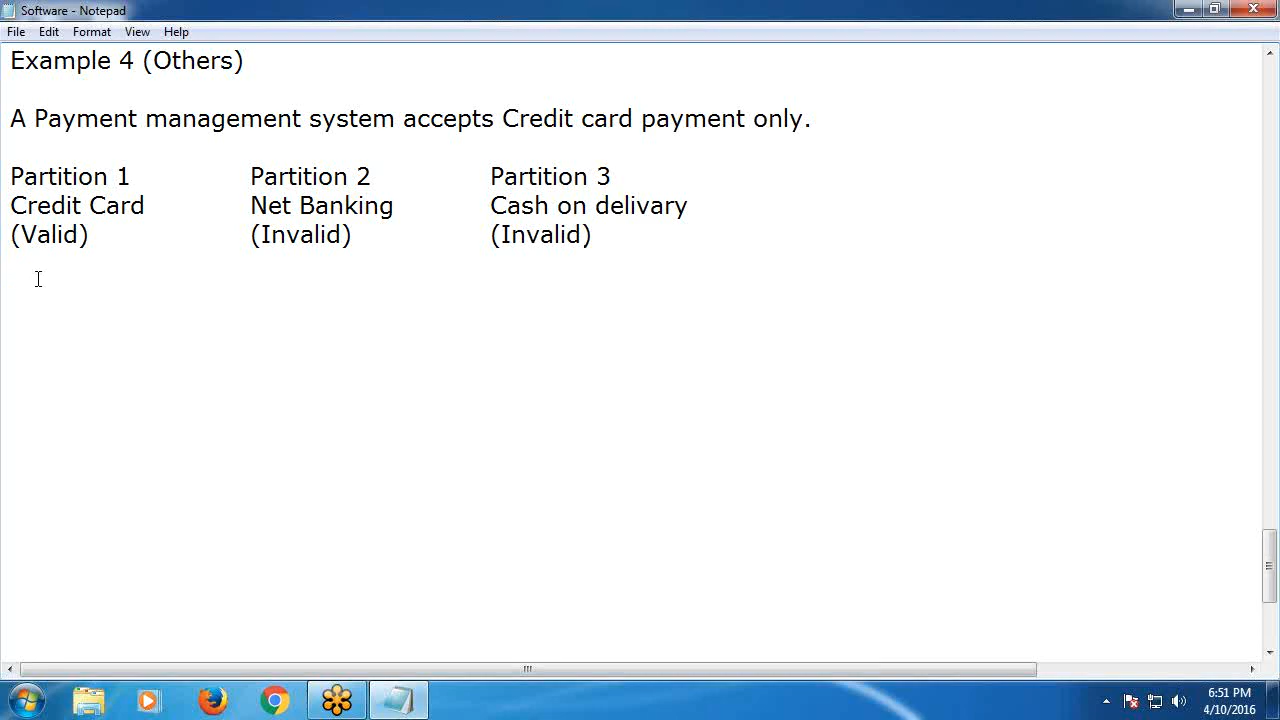 Software - Notepad
File Edit Format View Help
Example 4 (Others)
A Payment management system accepts Credit card payment only.
Partition 1 Partition 2 Partition 3
Credit Card Net Banking Cash on delivary
(Valid) (Invalid) (Invalid)
6:51 PM
4/10/2016